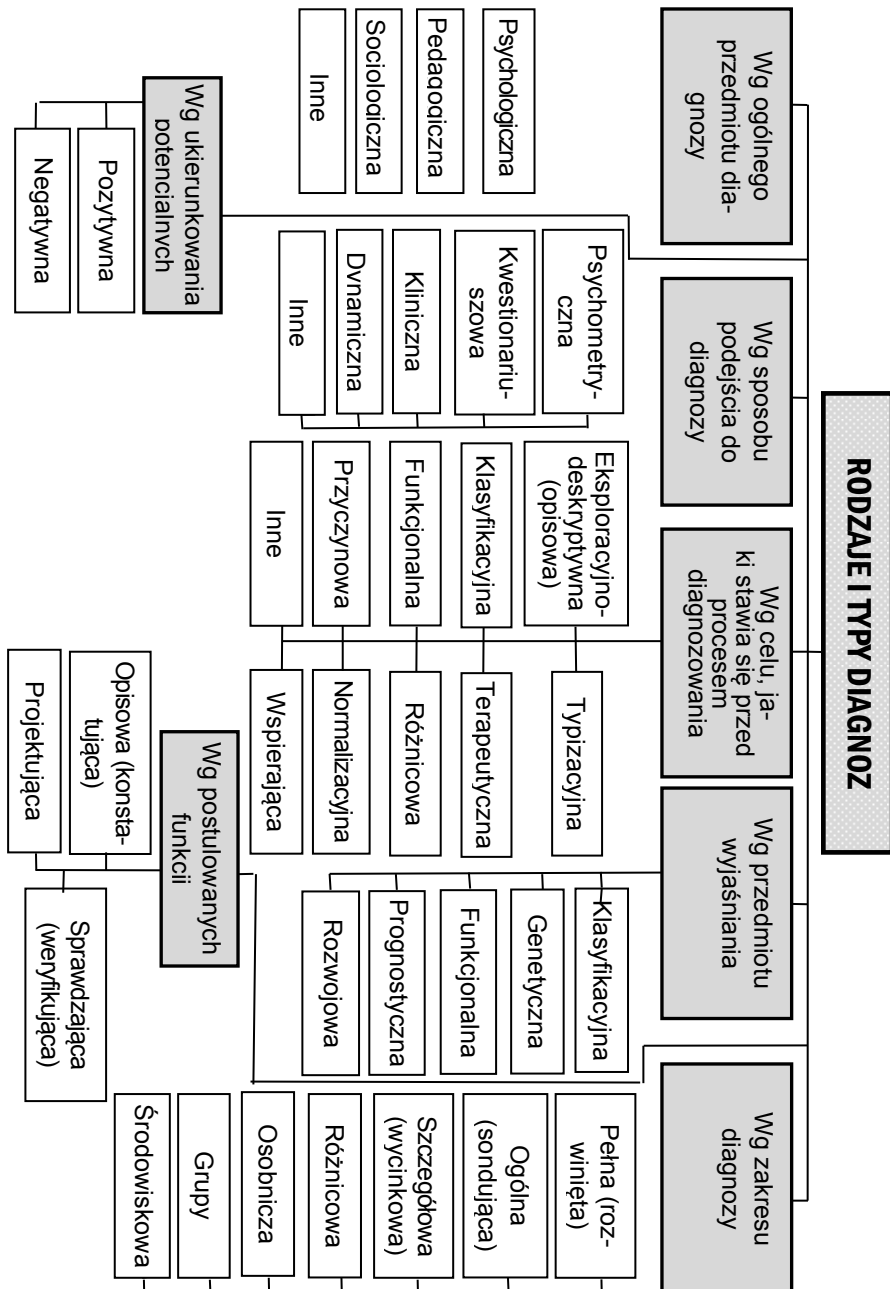 RODZAJE I TYPY DIAGNOZ
Wg ogólnego
przedmiotu dia-
gnozy
Psychologiczna
Pedagogiczna
Socjologiczna
Inne
Wg sposobu
podejścia do
diagnozy
Psychometry-
czna
Kwestionariu-
szowa
Kliniczna
Dynamiczna
Inne
Wg celu, ja-
ki stawia się przed
procesem
diagnozowania
Eksploracyjno-
deskryptywna
(opisowa)
Klasyfikacyjna
Funkcjonalna
Przyczynowa
Inne
Typizacyjna
Terapeutyczna
Różnicowa
Normalizacyjna
Wspierająca
Wg przedmiotu
wyjaśniania
Klasyfikacyjna
Genetyczna
Funkcjonalna
Prognostyczna
Rozwojowa
Wg zakresu
diagnozy
Pełna (roz-
winięta)
Ogólna
(sondująca)
Szczegółowa
(wycinkowa)
Różnicowa
Osobnicza
Grupy
Środowiskowa
Wg ukierunkowania
potencialnych
Pozytywna
Negatywna
Wg postulowanych
funkcji
Opisowa (konsta-
tująca)
Projektująca
Sprawdzająca
(weryfikująca)